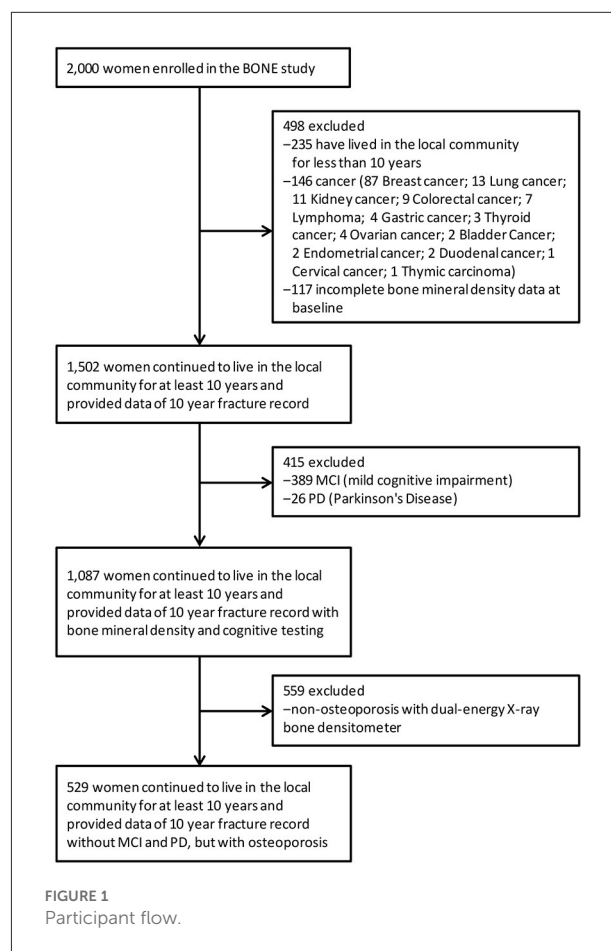 2,000 women enrolled in the BONE study
498 excluded
–235 have lived in the local community
for less than 10 years
–146 cancer (87 Breast cancer; 13 Lung cancer;
11 Kidney cancer; 9 Colorectal cancer; 7
Lymphoma; 4 Gastric cancer; 3 Thyroid
cancer; 4 Ovarian cancer; 2 Bladder Cancer;
2 Endometrial cancer; 2 Duodenal cancer; 1
Cervical cancer; 1 Thymic carcinoma)
–117 incomplete bone mineral density data at
baseline
1,502 women continued to live in the local
community for at least 10 years and
provided data of 10 year fracture record
415 excluded
–389 MCI (mild cognitive impairment)
–26 PD (Parkinson's Disease)
1,087 women continued to live in the local
community for at least 10 years and
provided data of 10 year fracture record with
bone mineral density and cognitive testing
559 excluded
–non-osteoporosis with dual-energy X-ray
bone densitometer
529 women continued to live in the local
community for at least 10 years and
provided data of 10 year fracture record
without MCI and PD, but with osteoporosis
FIGURE 1
Participant flow.